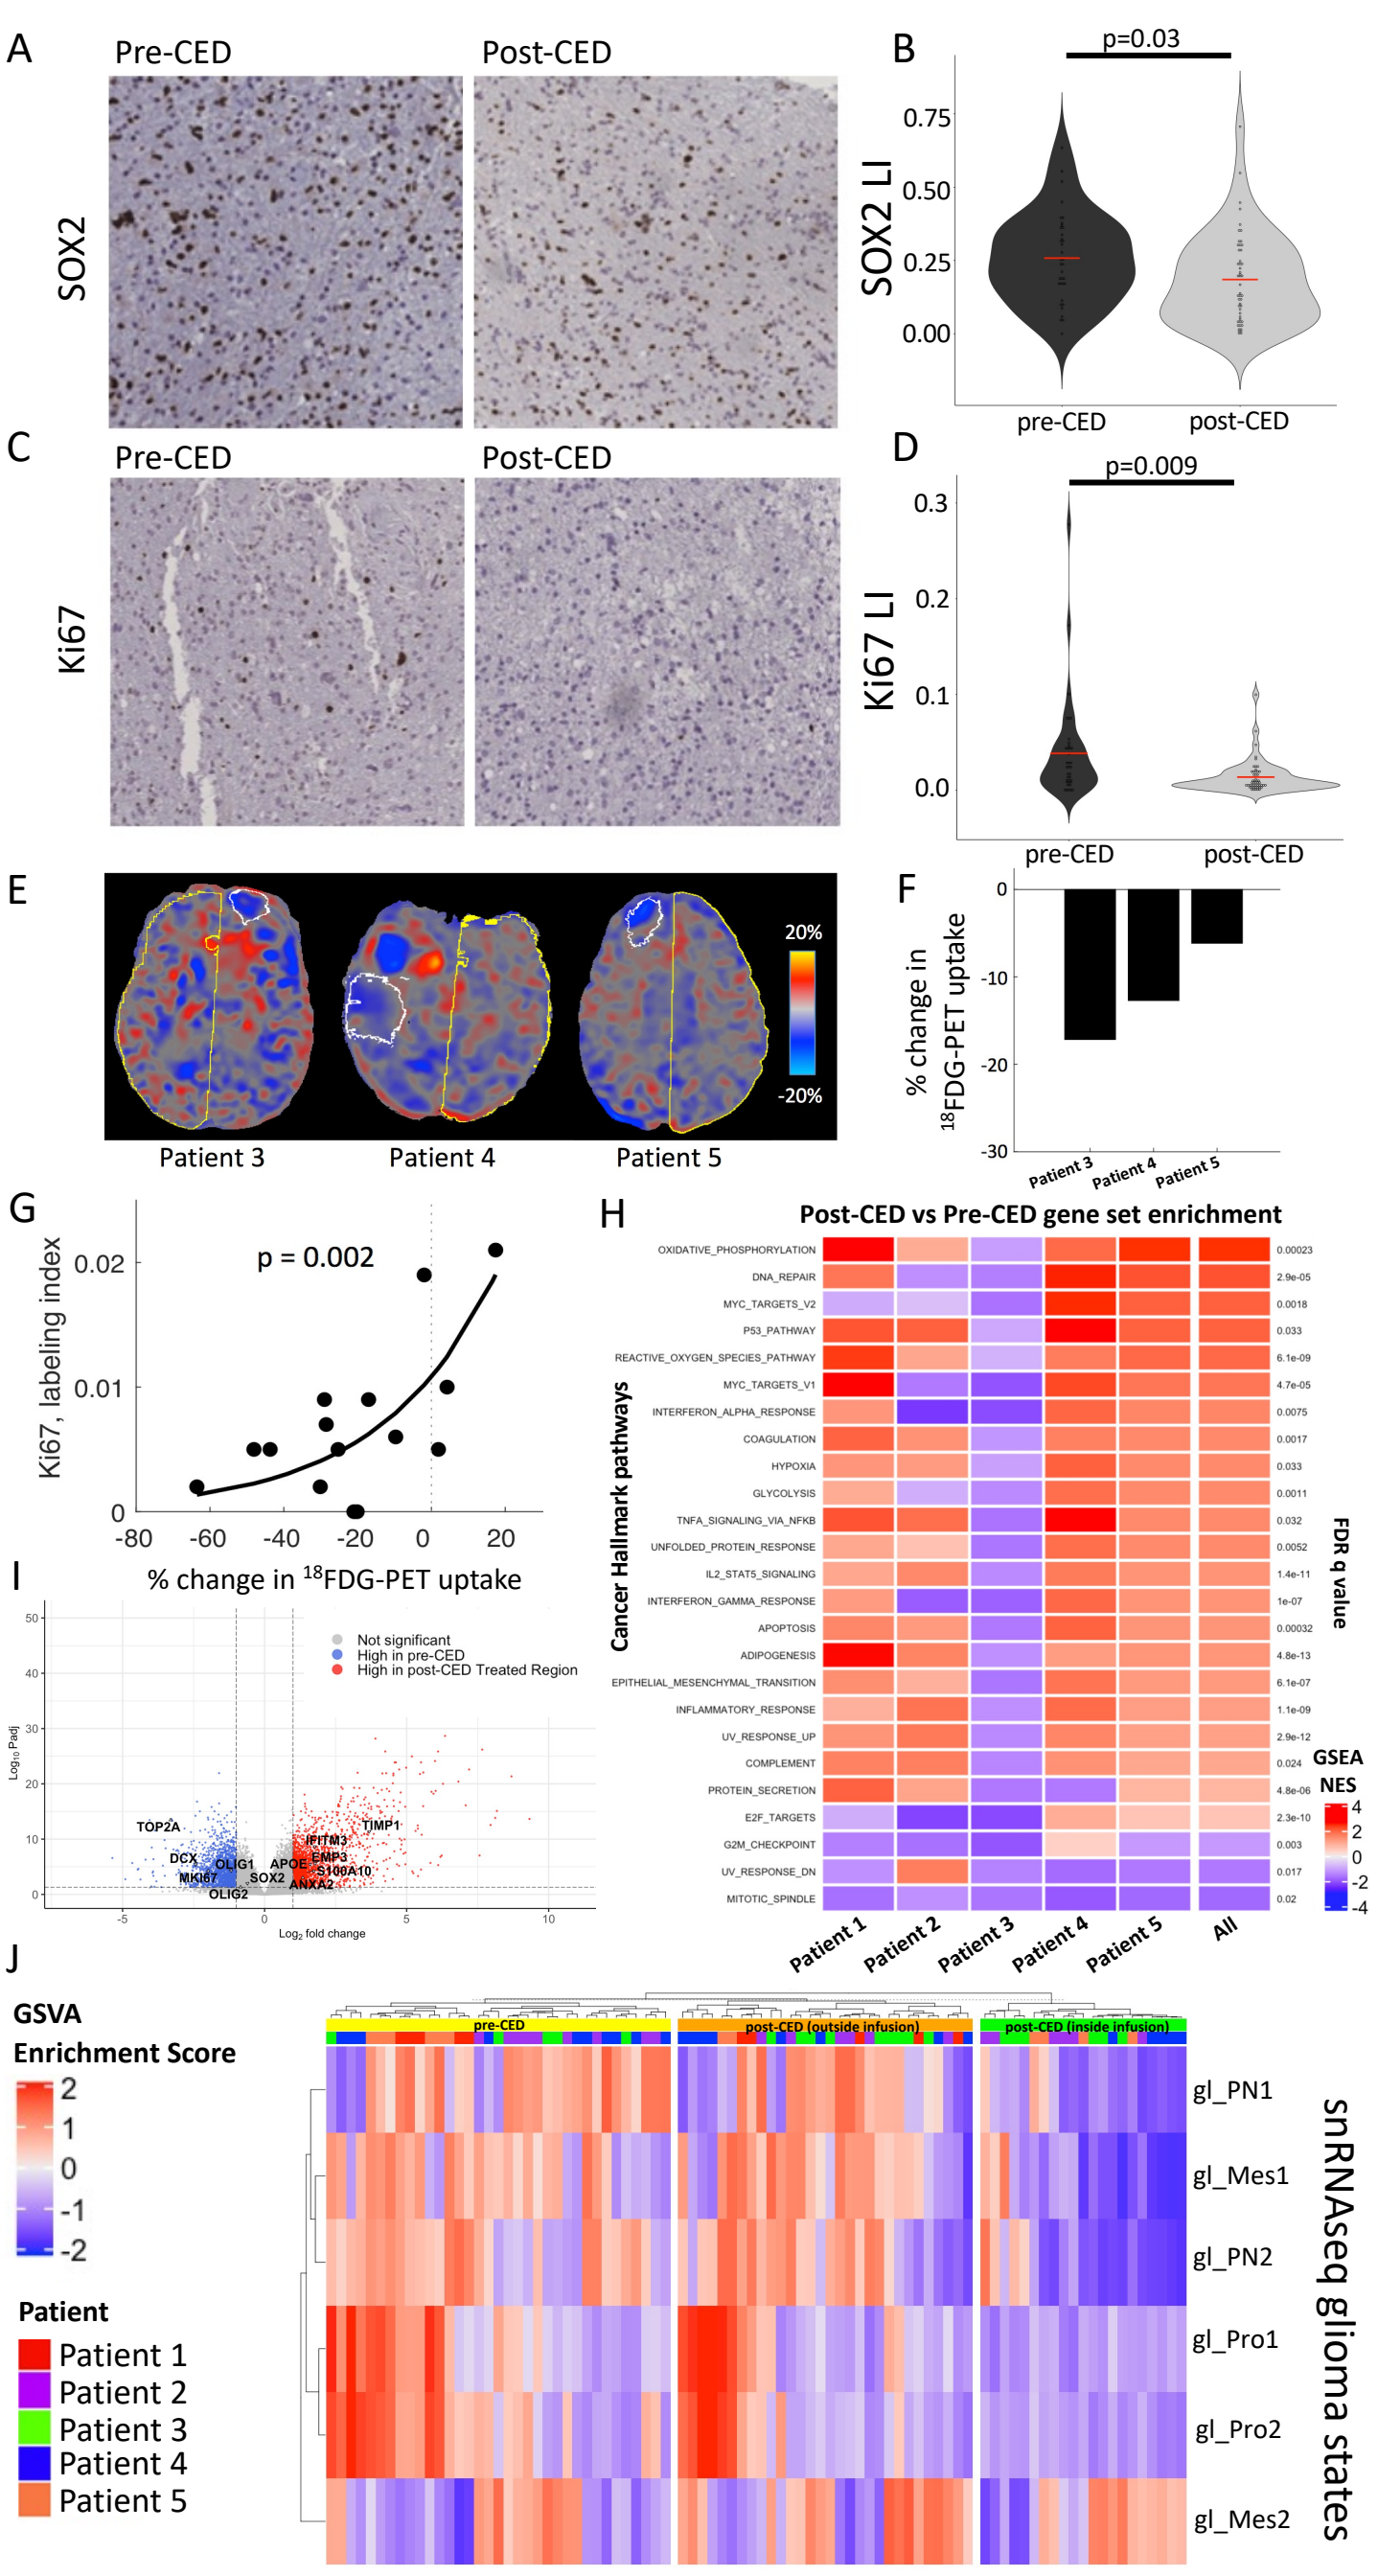 A
Pre-CED
Post-CED
SOX2
B
p=0.03
SOX2 LI
0.75
0.50
0.25
0.00
pre-CED
post-CED
C
Pre-CED
Post-CED
Ki67
D
p=0.009
Ki67 LI
0.3
0.2
0.1
0.0
pre-CED
post-CED
E
20%
-20%
Patient 3
Patient 4
Patient 5
F
% change in
18FDG-PET uptake
0
-10
-20
-30
Patient 3
Patient 4
Patient 5
G
p = 0.002
Ki67, labeling index
0.02
0.01
0
-80
-60
-40
-20
0
20
% change in 18FDG-PET uptake
H
Post-CED vs Pre-CED gene set enrichment
Cancer Hallmark pathways
OXIDATIVE_PHOSPHORYLATION 0.00023
DNA_REPAIR 2.9e-05
MYC_TARGETS_V2 0.0018
P53_PATHWAY 0.033
REACTIVE_OXYGEN_SPECIES_PATHWAY 6.1e-09
MYC_TARGETS_V1 4.7e-05
INTERFERON_ALPHA_RESPONSE 0.0075
COAGULATION 0.0017
HYPOXIA 0.033
GLYCOLYSIS 0.0011
TNFA_SIGNALING_VIA_NFKB 0.032
UNFOLDED_PROTEIN_RESPONSE 0.0052
IL2_STAT5_SIGNALING 1.4e-11
INTERFERON_GAMMA_RESPONSE 1e-07
APOPTOSIS 0.00032
ADIPOGENESIS 4.8e-13
EPITHELIAL_MESENCHYMAL_TRANSITION 6.1e-07
INFLAMMATORY_RESPONSE 1.1e-09
UV_RESPONSE_UP 2.9e-12
COMPLEMENT 0.024
PROTEIN_SECRETION 4.8e-06
E2F_TARGETS 2.3e-10
G2M_CHECKPOINT 0.003
UV_RESPONSE_DN 0.017
MITOTIC_SPINDLE 0.02
Patient 1
Patient 2
Patient 3
Patient 4
Patient 5
All
FDR q value
GSEA
NES
4
2
0
-2
-4
I
Log10 Padj
50
40
30
20
10
0
-5
0
5
10
Log2 fold change
Not significant
High in pre-CED
High in post-CED Treated Region
TOP2A
TIMP1
IFITM3
DCX
OLIG1
APOE
EMP3
MKI67
SOX2
S100A10
ANXA2
OLIG2
J
GSVA
Enrichment Score
2
1
0
-1
-2
Patient
Patient 1
Patient 2
Patient 3
Patient 4
Patient 5
pre-CED
post-CED (outside infusion)
post-CED (inside infusion)
gl_PN1
gl_Mes1
gl_PN2
gl_Pro1
gl_Pro2
gl_Mes2
snRNAseq glioma states